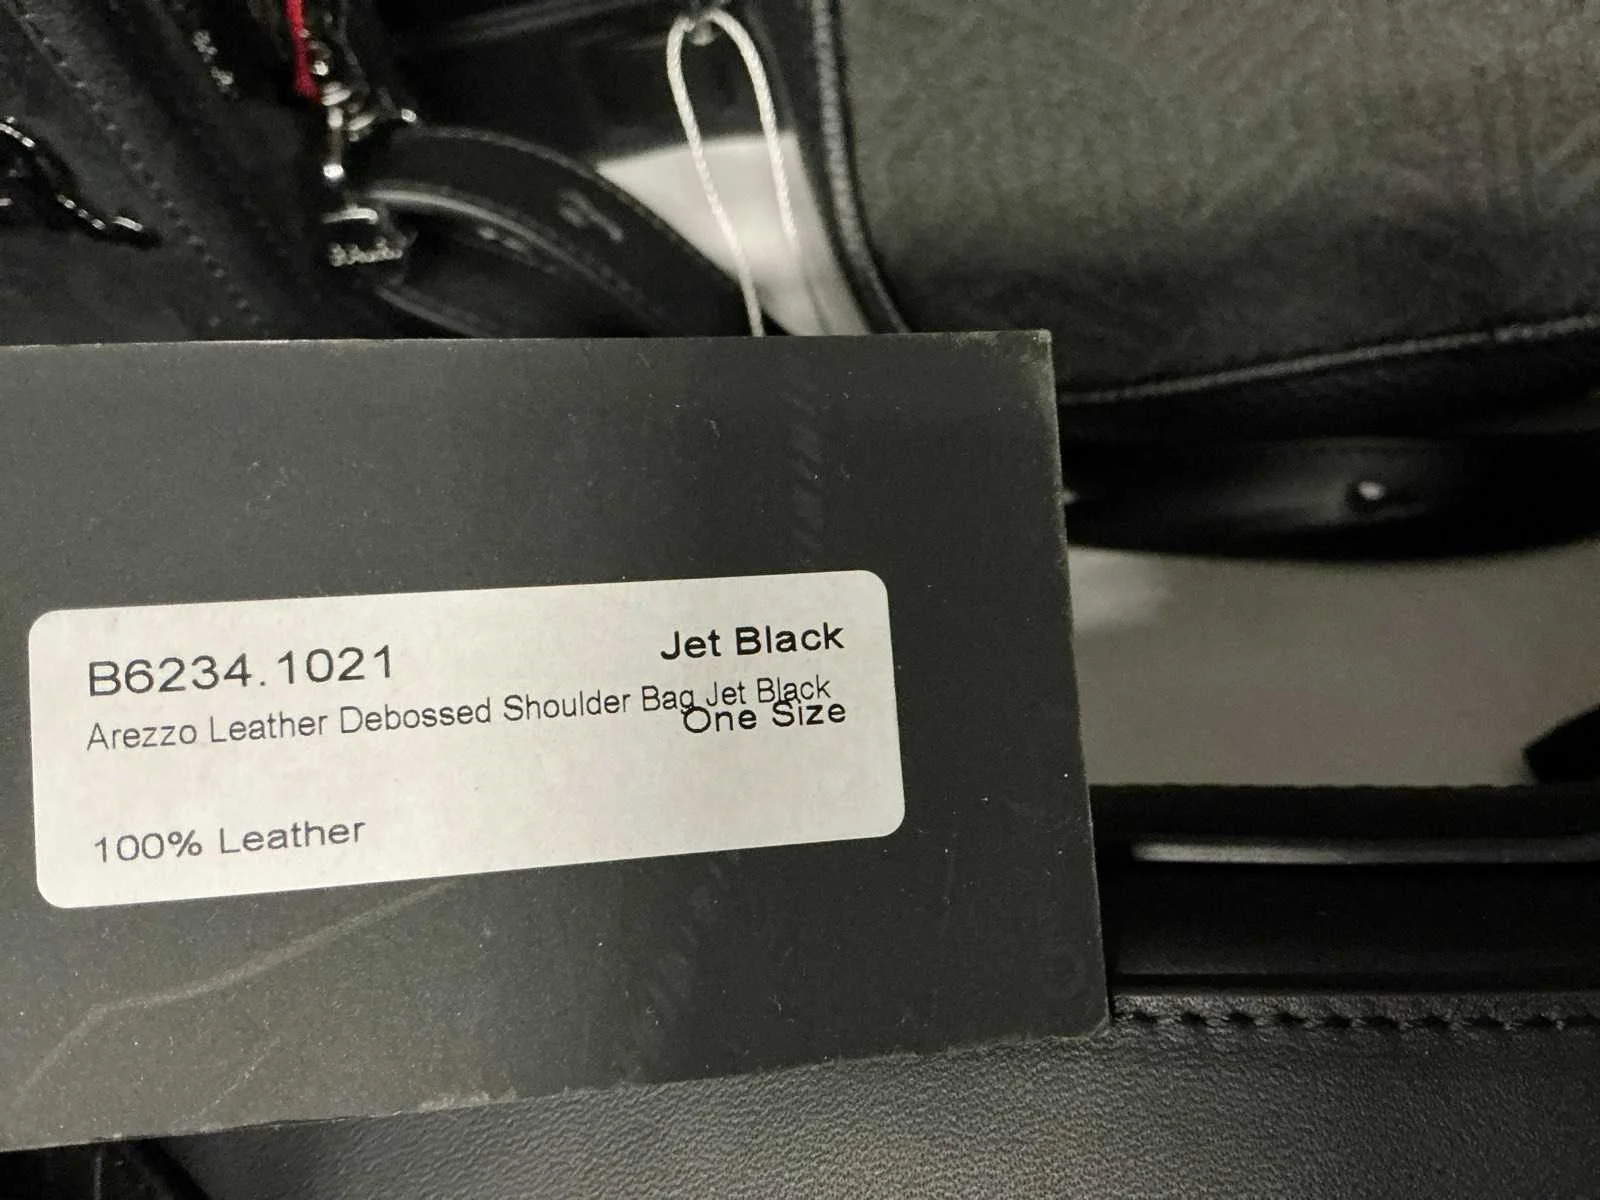 B6234.1021
Jet Black
Arezzo Leather Debossed Shoulder Bag Jet Black
One Size
100% Leather